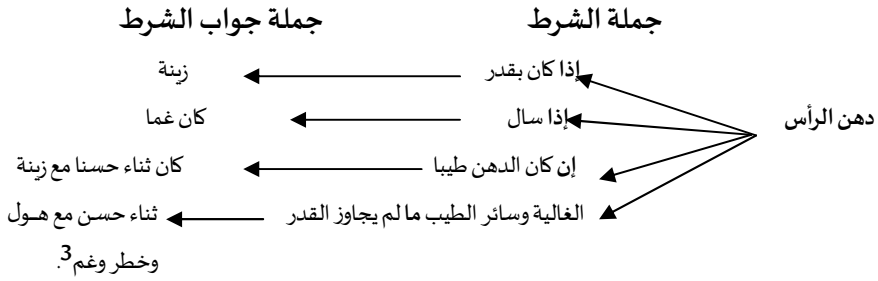 جملة الشرط جملة جواب الشرط
إذا كان بقدر زينة
دهن الرأس إذا سال كان غما
إن كان الدهن طيبا كان ثناء حسنا مع زينة
الغالية وسائر الطيب ما لم يجاوز القدر ثناء حسن مع هول
وخطر وغم3.